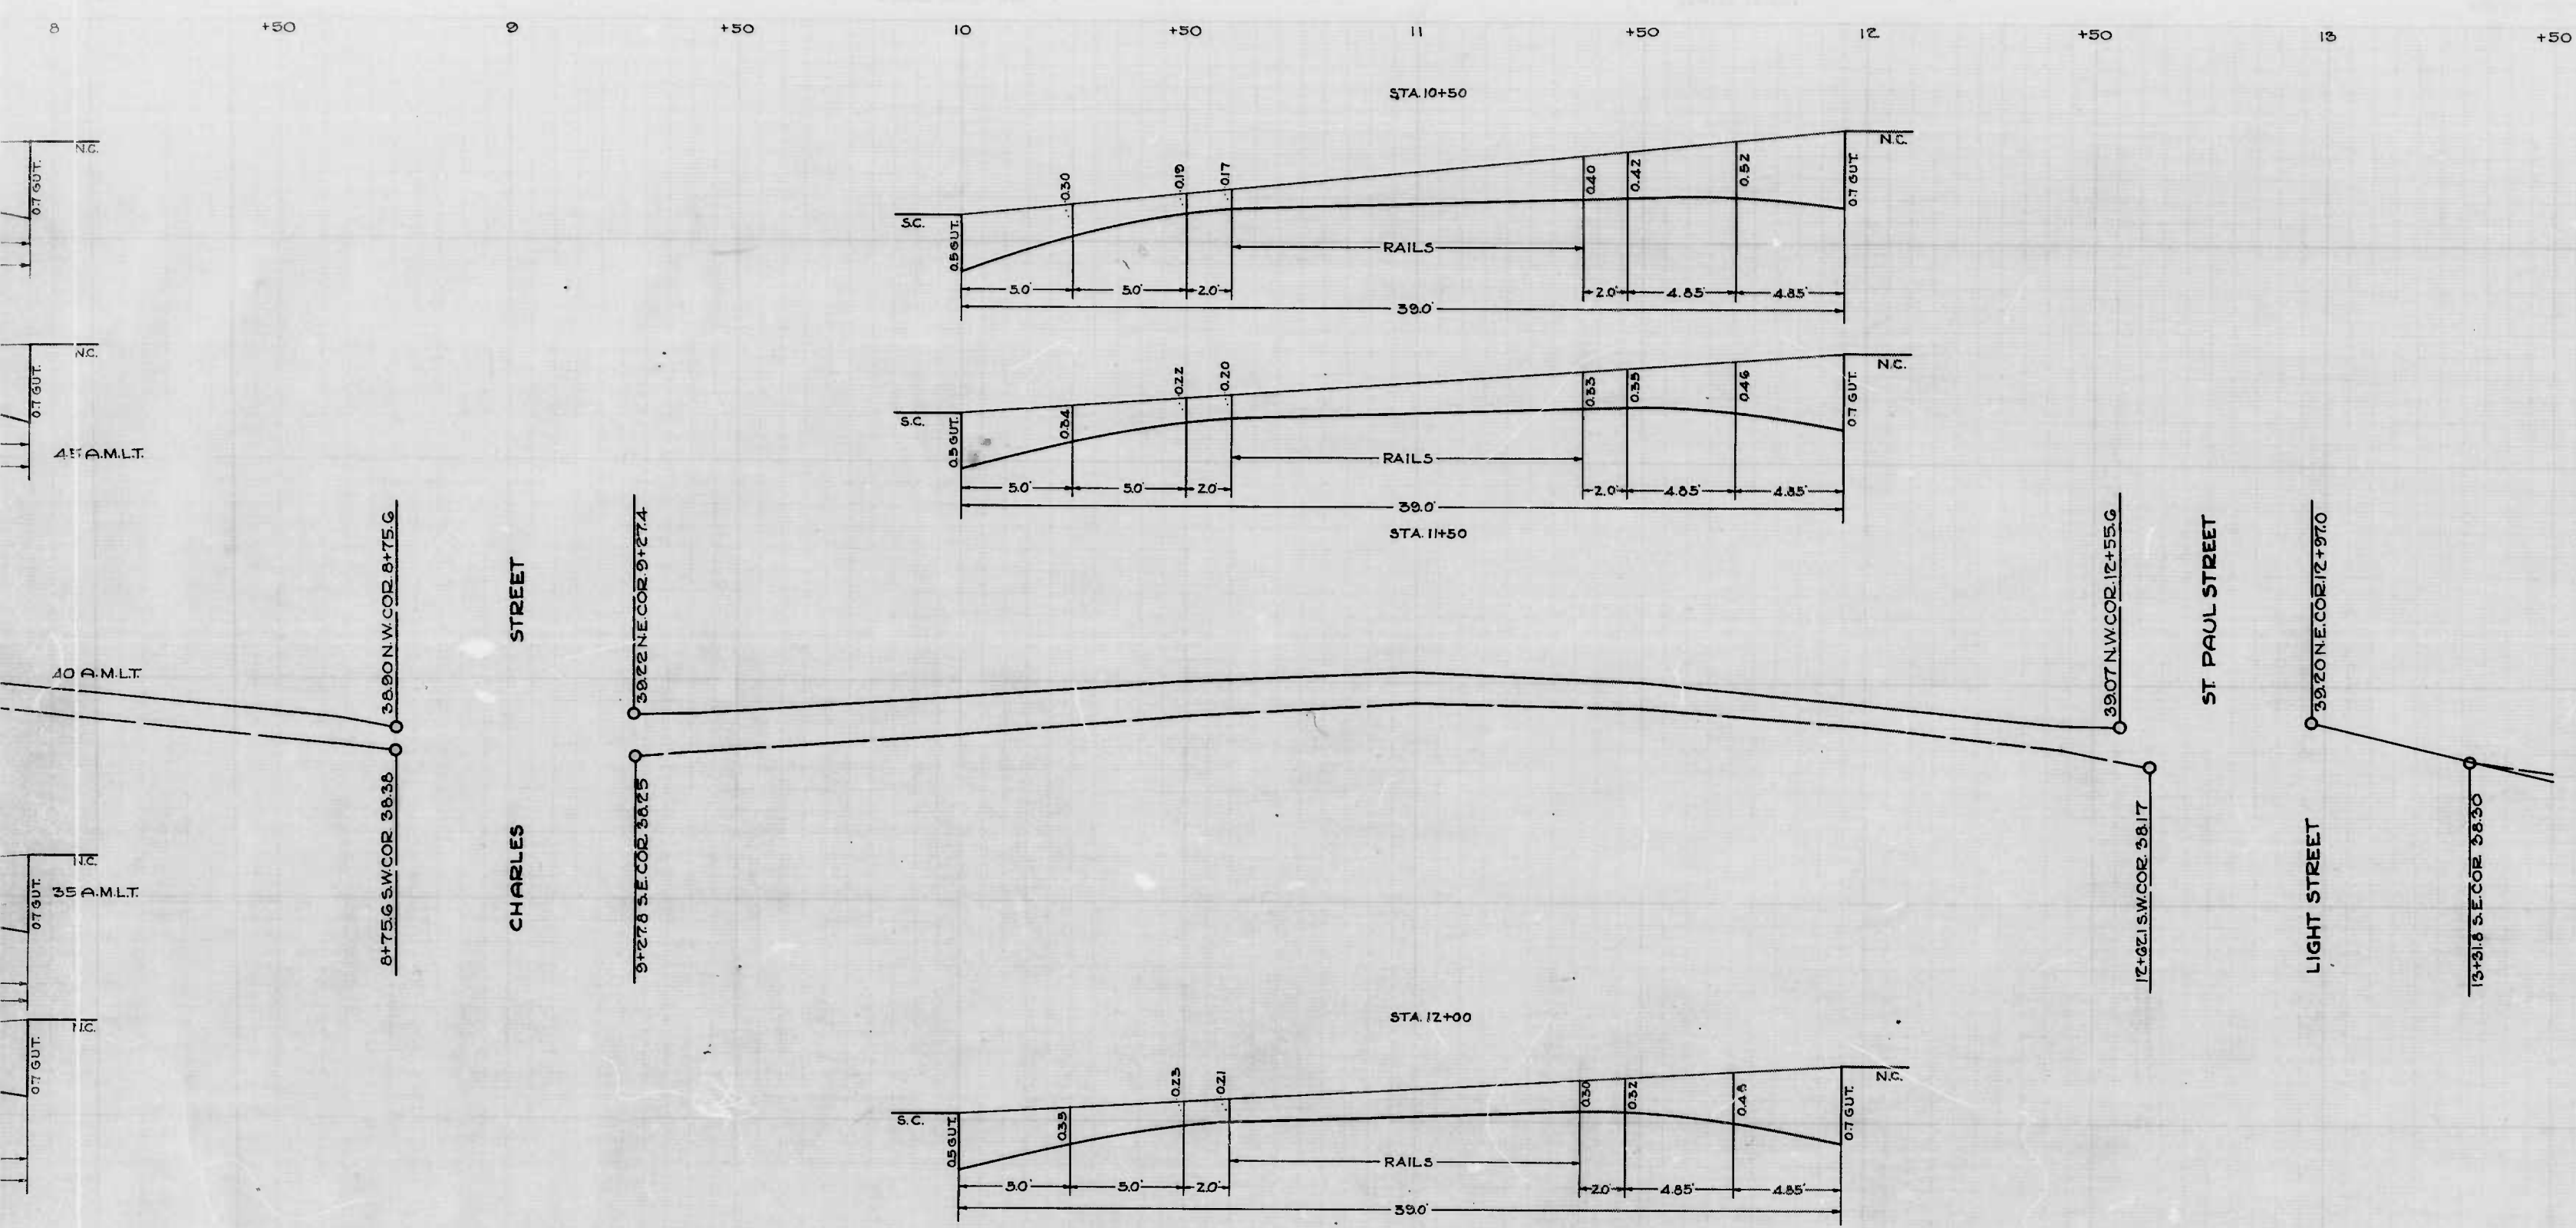 8 +50 9 +50 10 +50 11 +50 12 +50 13 +50
STA. 10+50
N.C.
0.7 GUT.
S.C.
0.5 GUT.
0.30
0.19
0.17
0.40
0.42
0.52
0.7 GUT.
N.C.
RAILS
5.0' 5.0' 2.0' 2.0' 4.85' 4.85'
39.0'
N.C.
0.7 GUT.
S.C.
0.5 GUT.
0.34
0.22
0.20
0.33
0.35
0.46
0.7 GUT.
N.C.
RAILS
5.0' 5.0' 2.0' 2.0' 4.85' 4.85'
39.0'
STA. 11+50
45 A.M.L.T.
40 A.M.L.T.
35 A.M.L.T.
38.90 N.W. COR. 8+75.6
8+75.6 S.W. COR. 38.38
CHARLES STREET
39.22 N.E. COR. 9+27.4
9+27.8 S.E. COR. 38.25
39.07 N.W. COR. 12+55.6
12+62.1 S.W. COR. 38.17
ST. PAUL STREET
LIGHT STREET
39.20 N.E. COR. 12+97.0
13+31.8 S.E. COR. 38.30
N.C.
0.7 GUT.
N.C.
0.7 GUT.
STA. 12+00
S.C.
0.5 GUT.
0.35
0.23
0.21
0.30
0.32
0.7 GUT.
N.C.
RAILS
5.0' 5.0' 2.0' 2.0' 4.85' 4.85'
39.0'